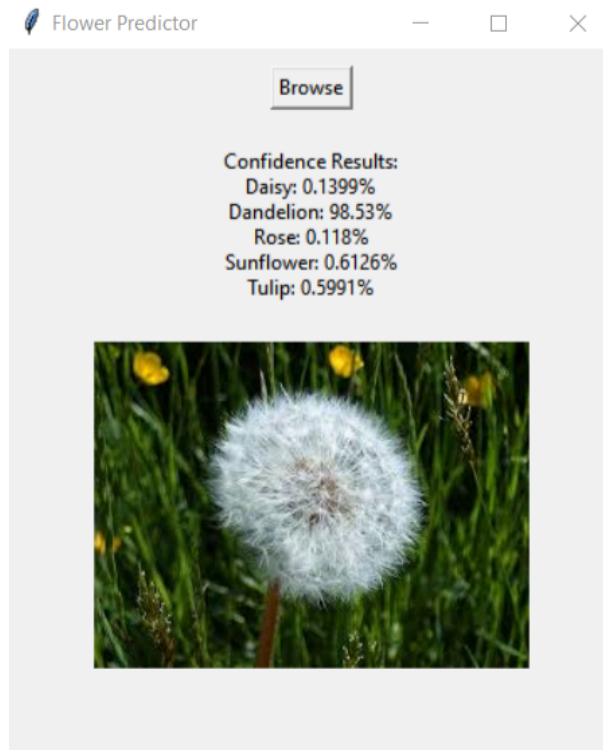 Flower Predictor
Browse
Confidence Results:
Daisy: 0.1399%
Dandelion: 98.53%
Rose: 0.118%
Sunflower: 0.6126%
Tulip: 0.5991%